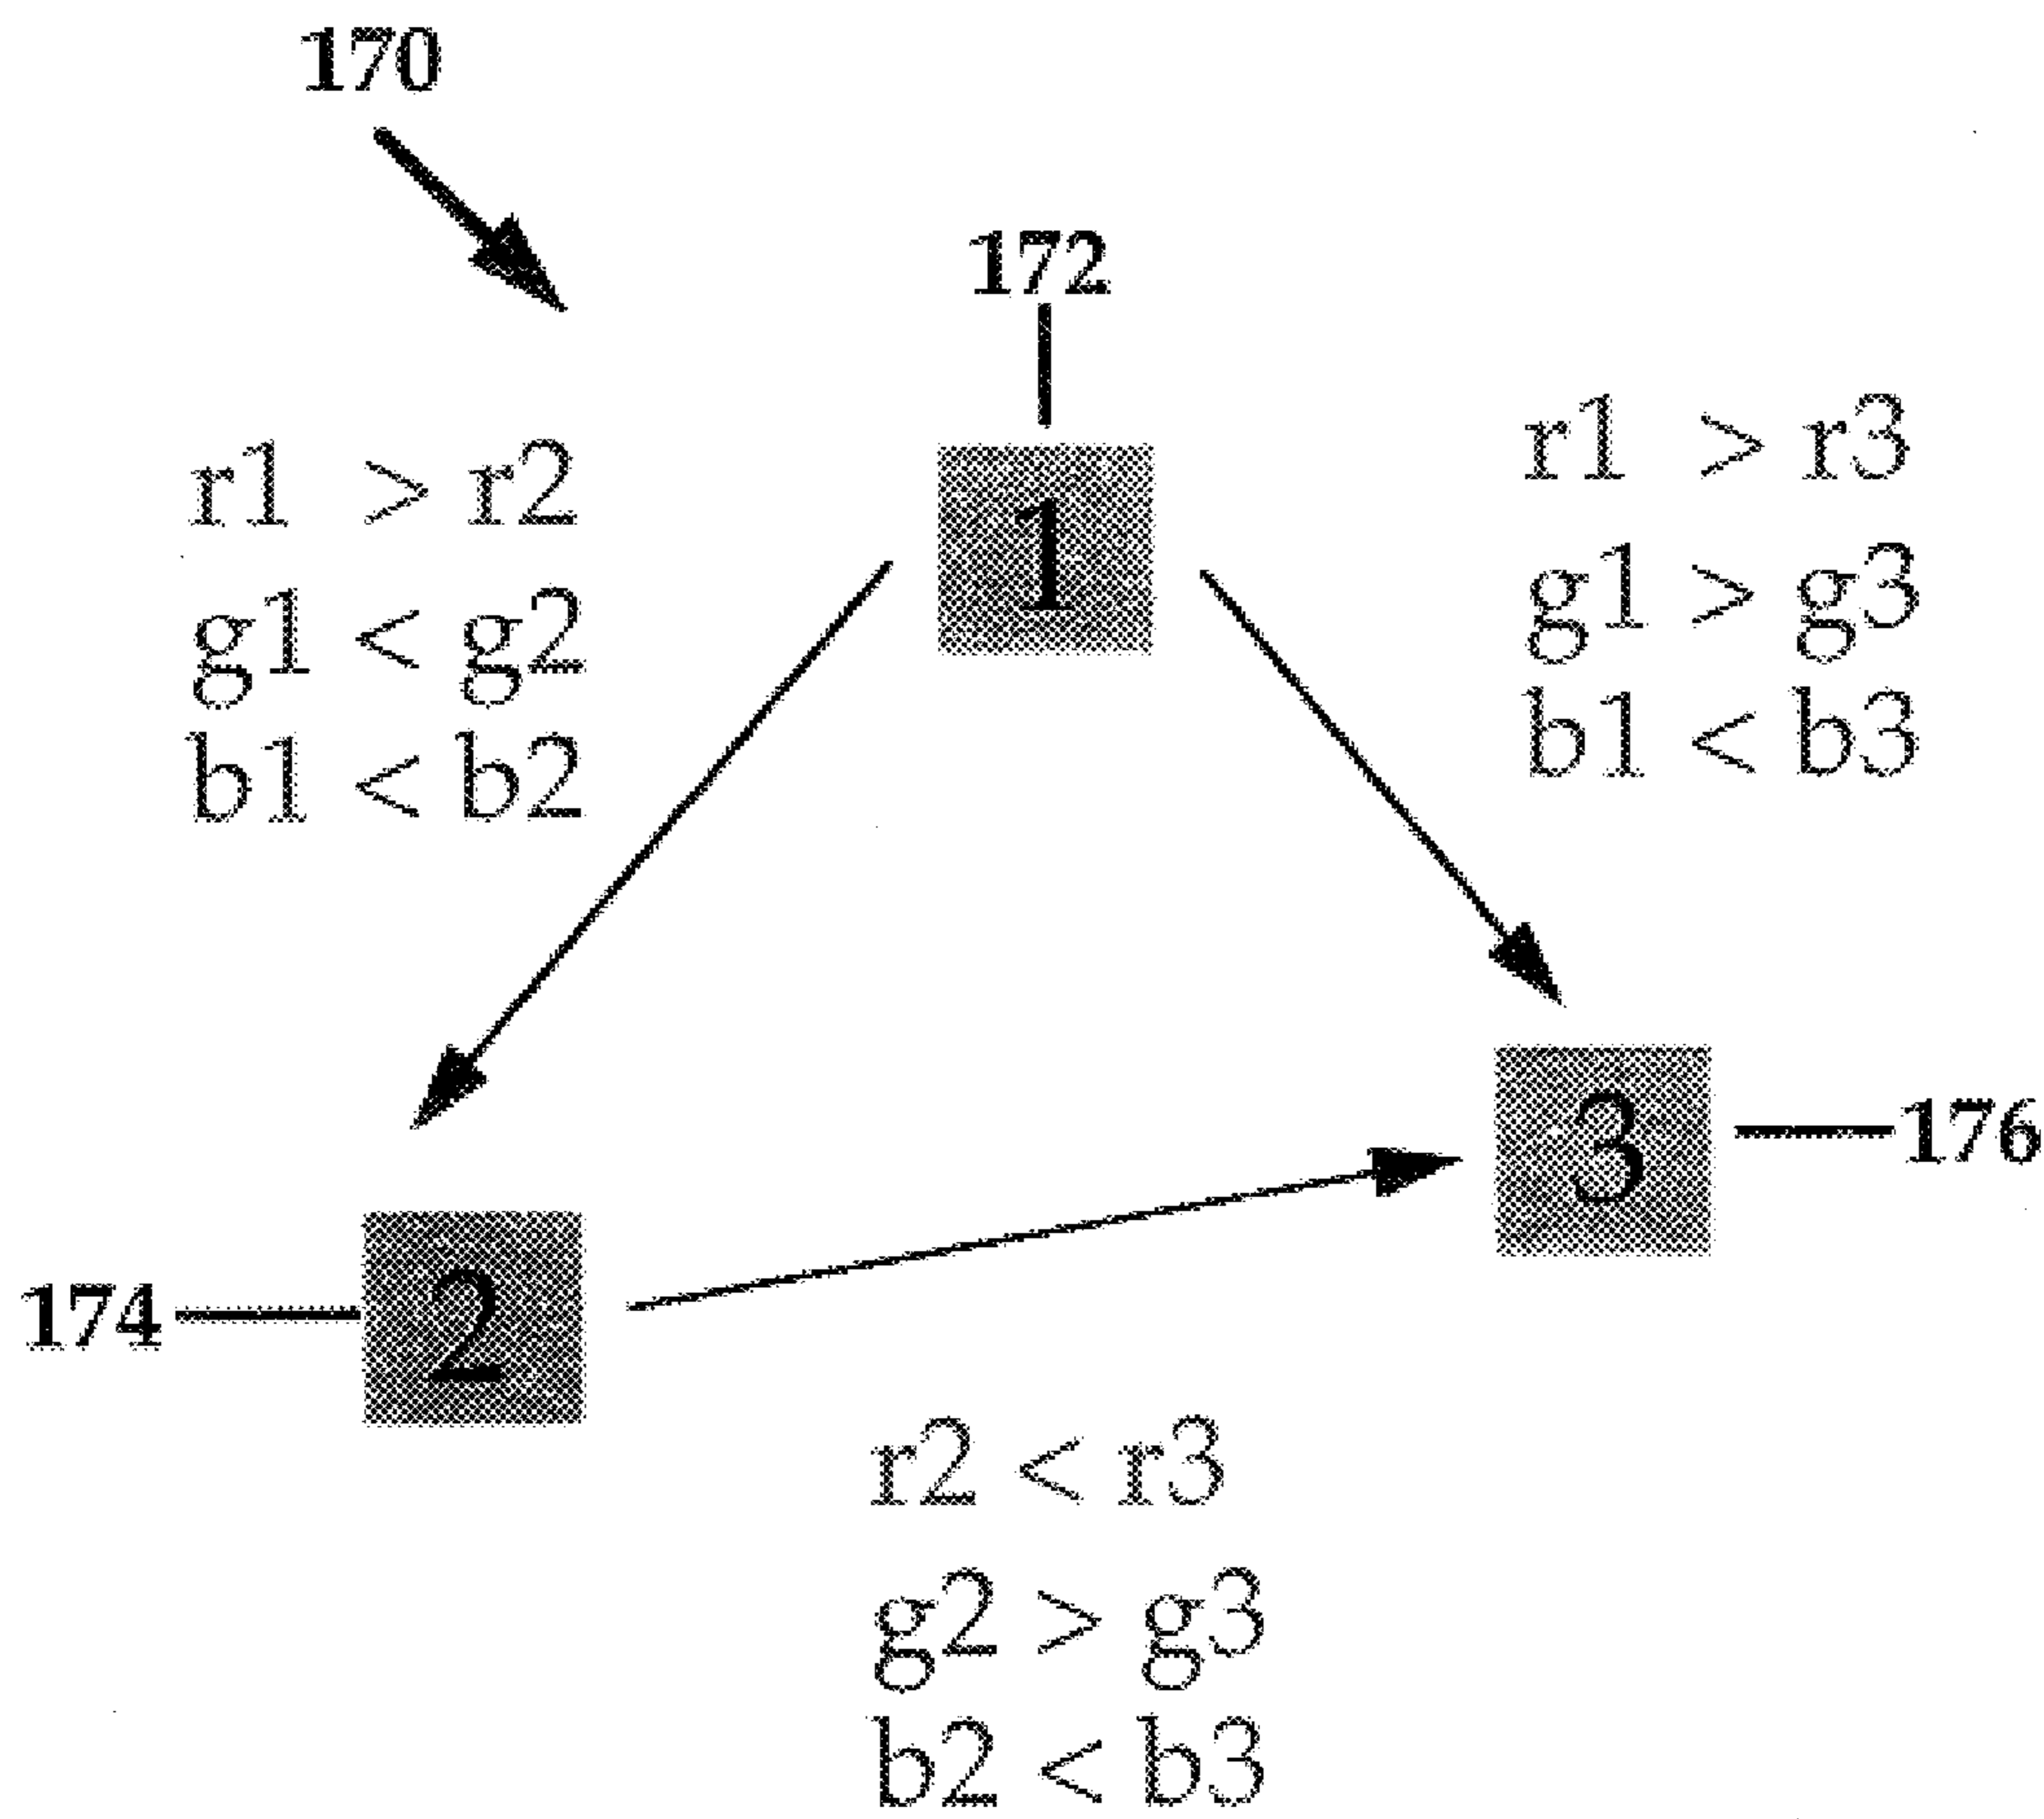 170
172
r1 > r2
g1 < g2
b1 < b2
1
r1 > r3
g1 > g3
b1 < b3
3
176
174
2
r2 < r3
g2 > g3
b2 < b3